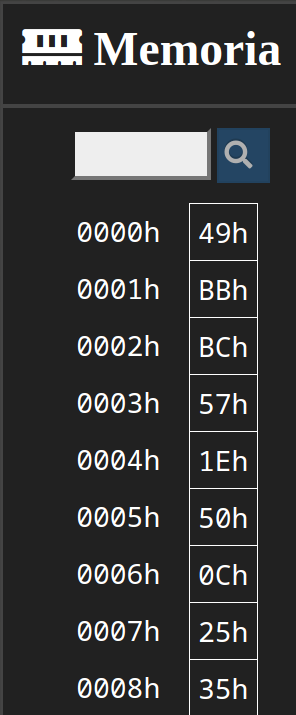 Memoria
0000h 49h
0001h BBh
0002h BCh
0003h 57h
0004h 1Eh
0005h 50h
0006h 0Ch
0007h 25h
0008h 35h